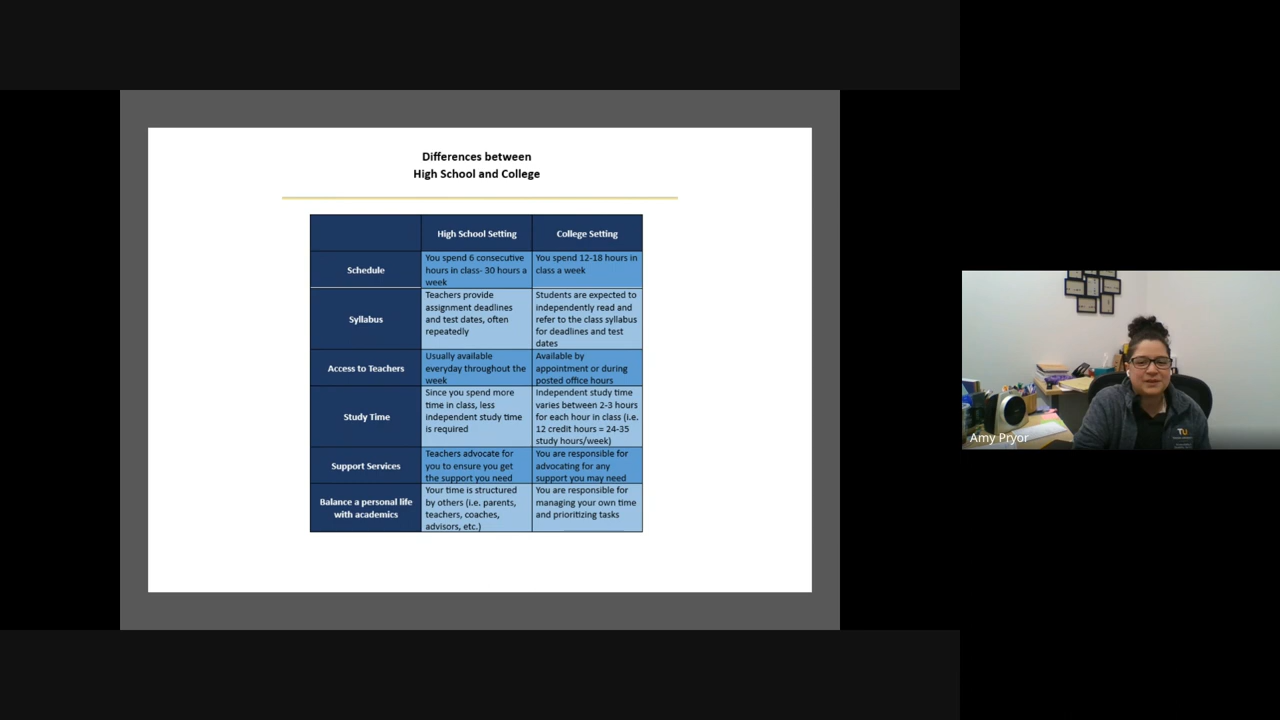 Differences between
High School and College
High School Setting
College Setting
Schedule
You spend 6 consecutive
hours in class- 30 hours a
week
You spend 12-18 hours in
class a week
Syllabus
Teachers provide
assignment deadlines
and test dates, often
repeatedly
Students are expected to
independently read and
refer to the class syllabus
for deadlines and test
dates
Access to Teachers
Usually available
everyday throughout the
week
Available by
appointment or during
posted office hours
Study Time
Since you spend more
time in class, less
independent study time
is required
Independent study time
varies between 2-3 hours
for each hour in class (i.e.
12 credit hours = 24-35
study hours/week)
Support Services
Teachers advocate for
you to ensure you get
the support you need
You are responsible for
advocating for any
support you may need
Balance a personal life
with academics
Your time is structured
by others (i.e. parents,
teachers, coaches,
advisors, etc.)
You are responsible for
managing your own time
and prioritizing tasks
Amy Pryor
TU